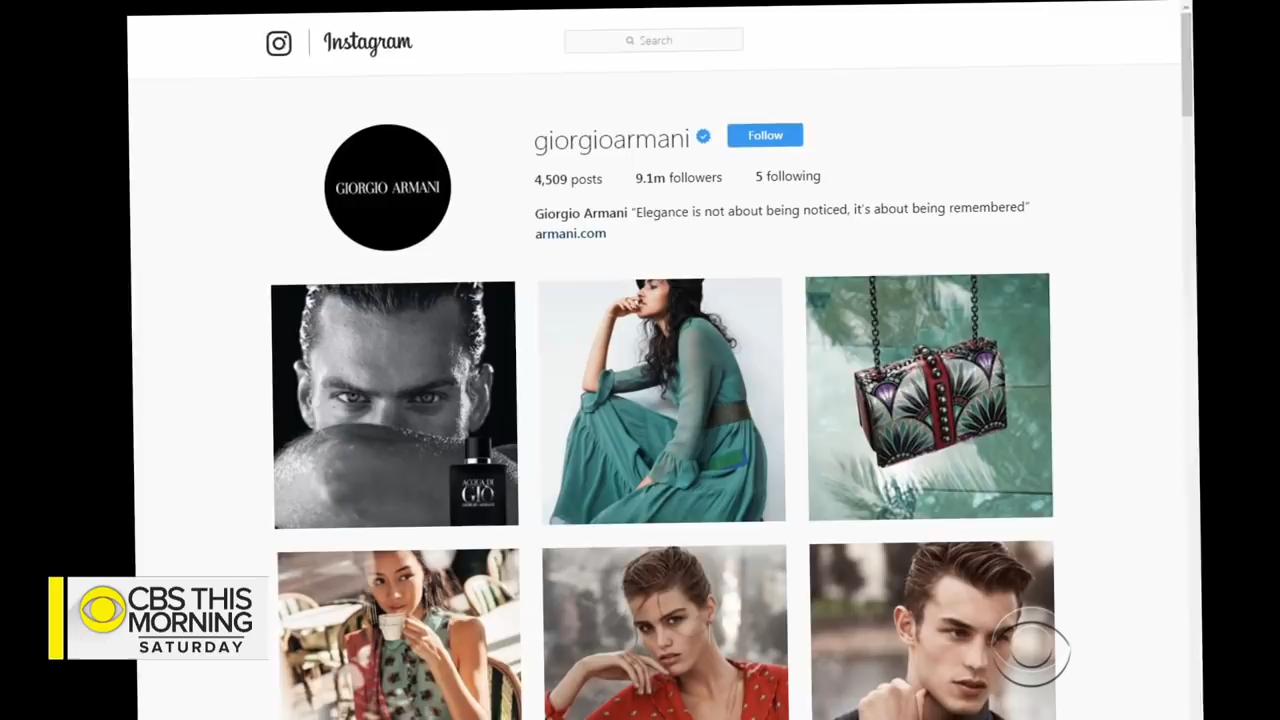 Instagram
Search
giorgioarmani
Follow
4,509 posts 9.1m followers 5 following
GIORGIO ARMANI
Giorgio Armani “Elegance is not about being noticed, it's about being remembered”
armani.com
ACQUA DI
GIÒ
GIORGIO ARMANI
CBS THIS
MORNING
SATURDAY